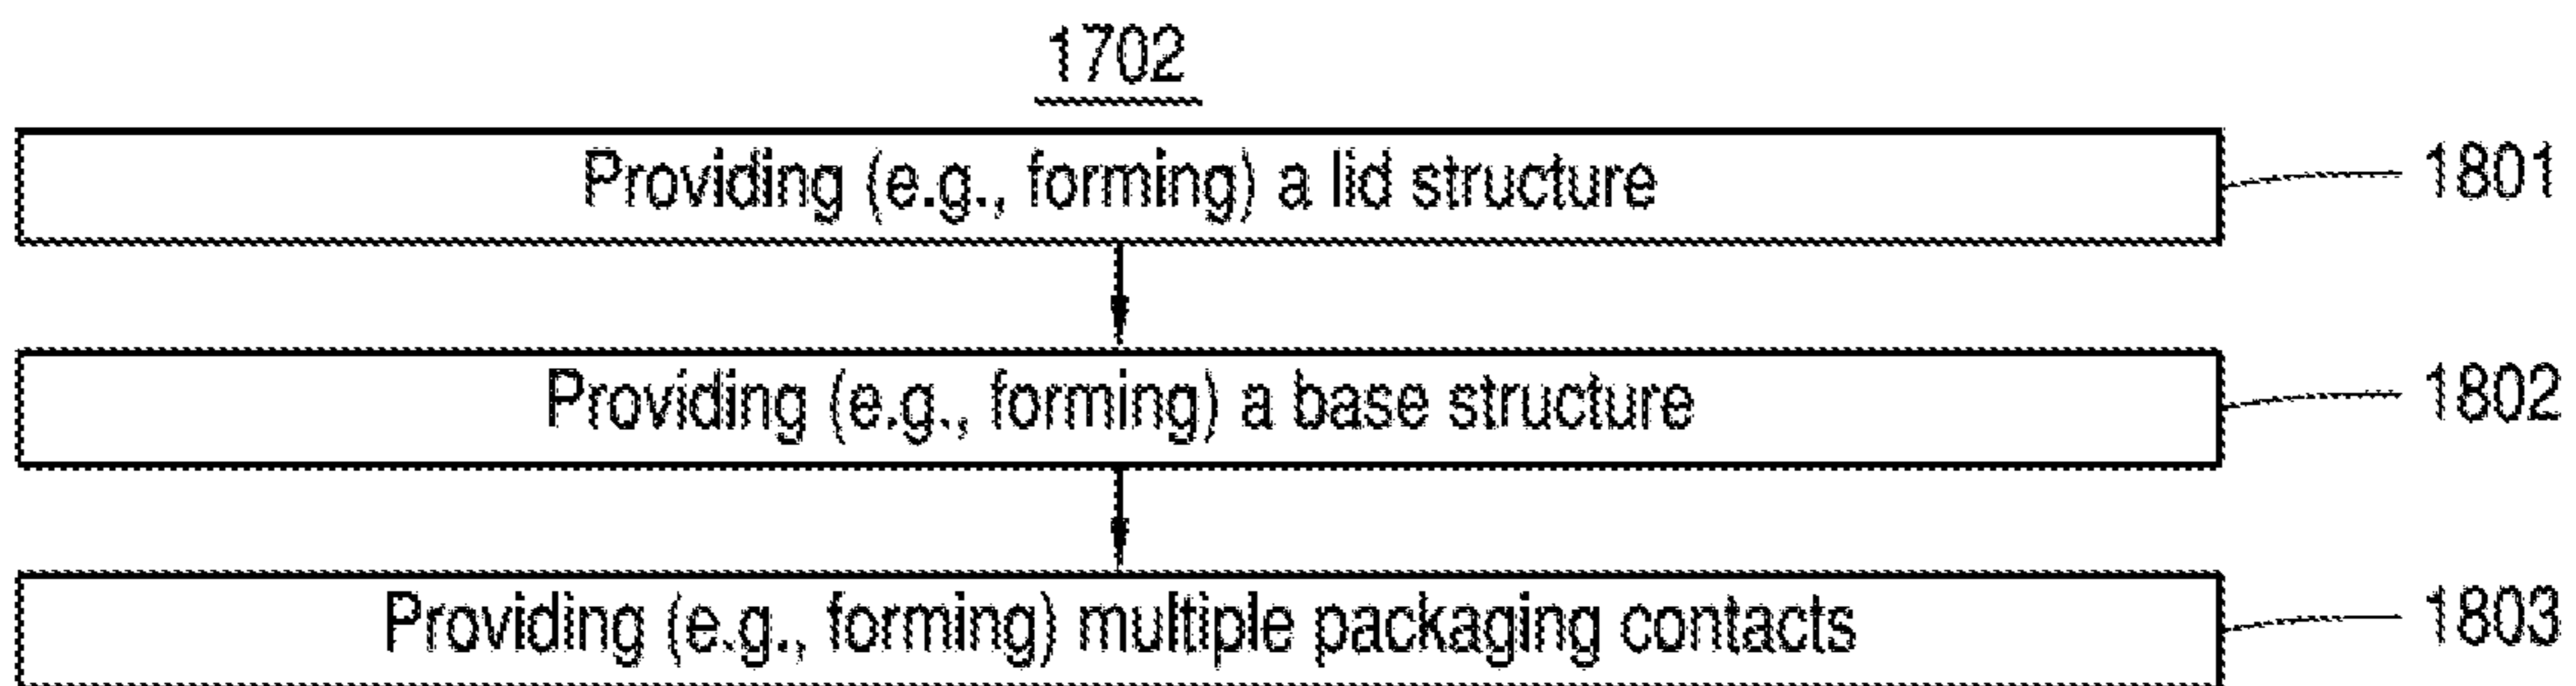 1702
Providing (e.g., forming) a lid structure 1801
Providing (e.g., forming) a base structure 1802
Providing (e.g., forming) multiple packaging contacts 1803